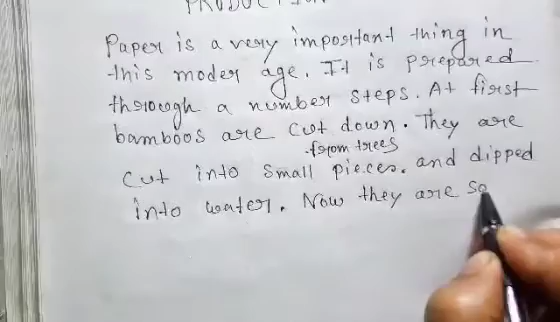 Paper is a very important thing in
this moder age. It is prepared
through a number steps. At first
bamboos are cut down. They are
from trees
cut into small pieces. and dipped
into water. Now they are so